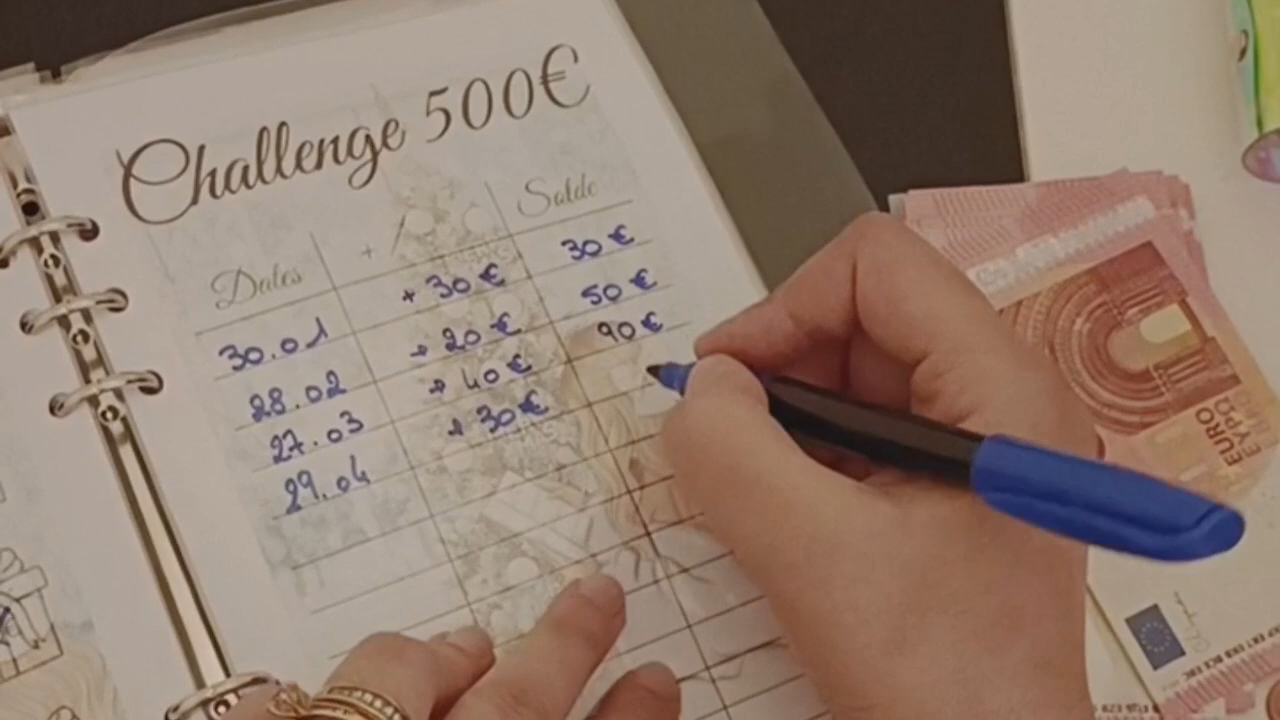 Challenge 500€
Dates + / Solde
30.01 + 30 € 30 €
28.02 + 20 € 50 €
27.03 + 40 € 90 €
29.04 + 30 €
EURO
ΕΥΡΩ